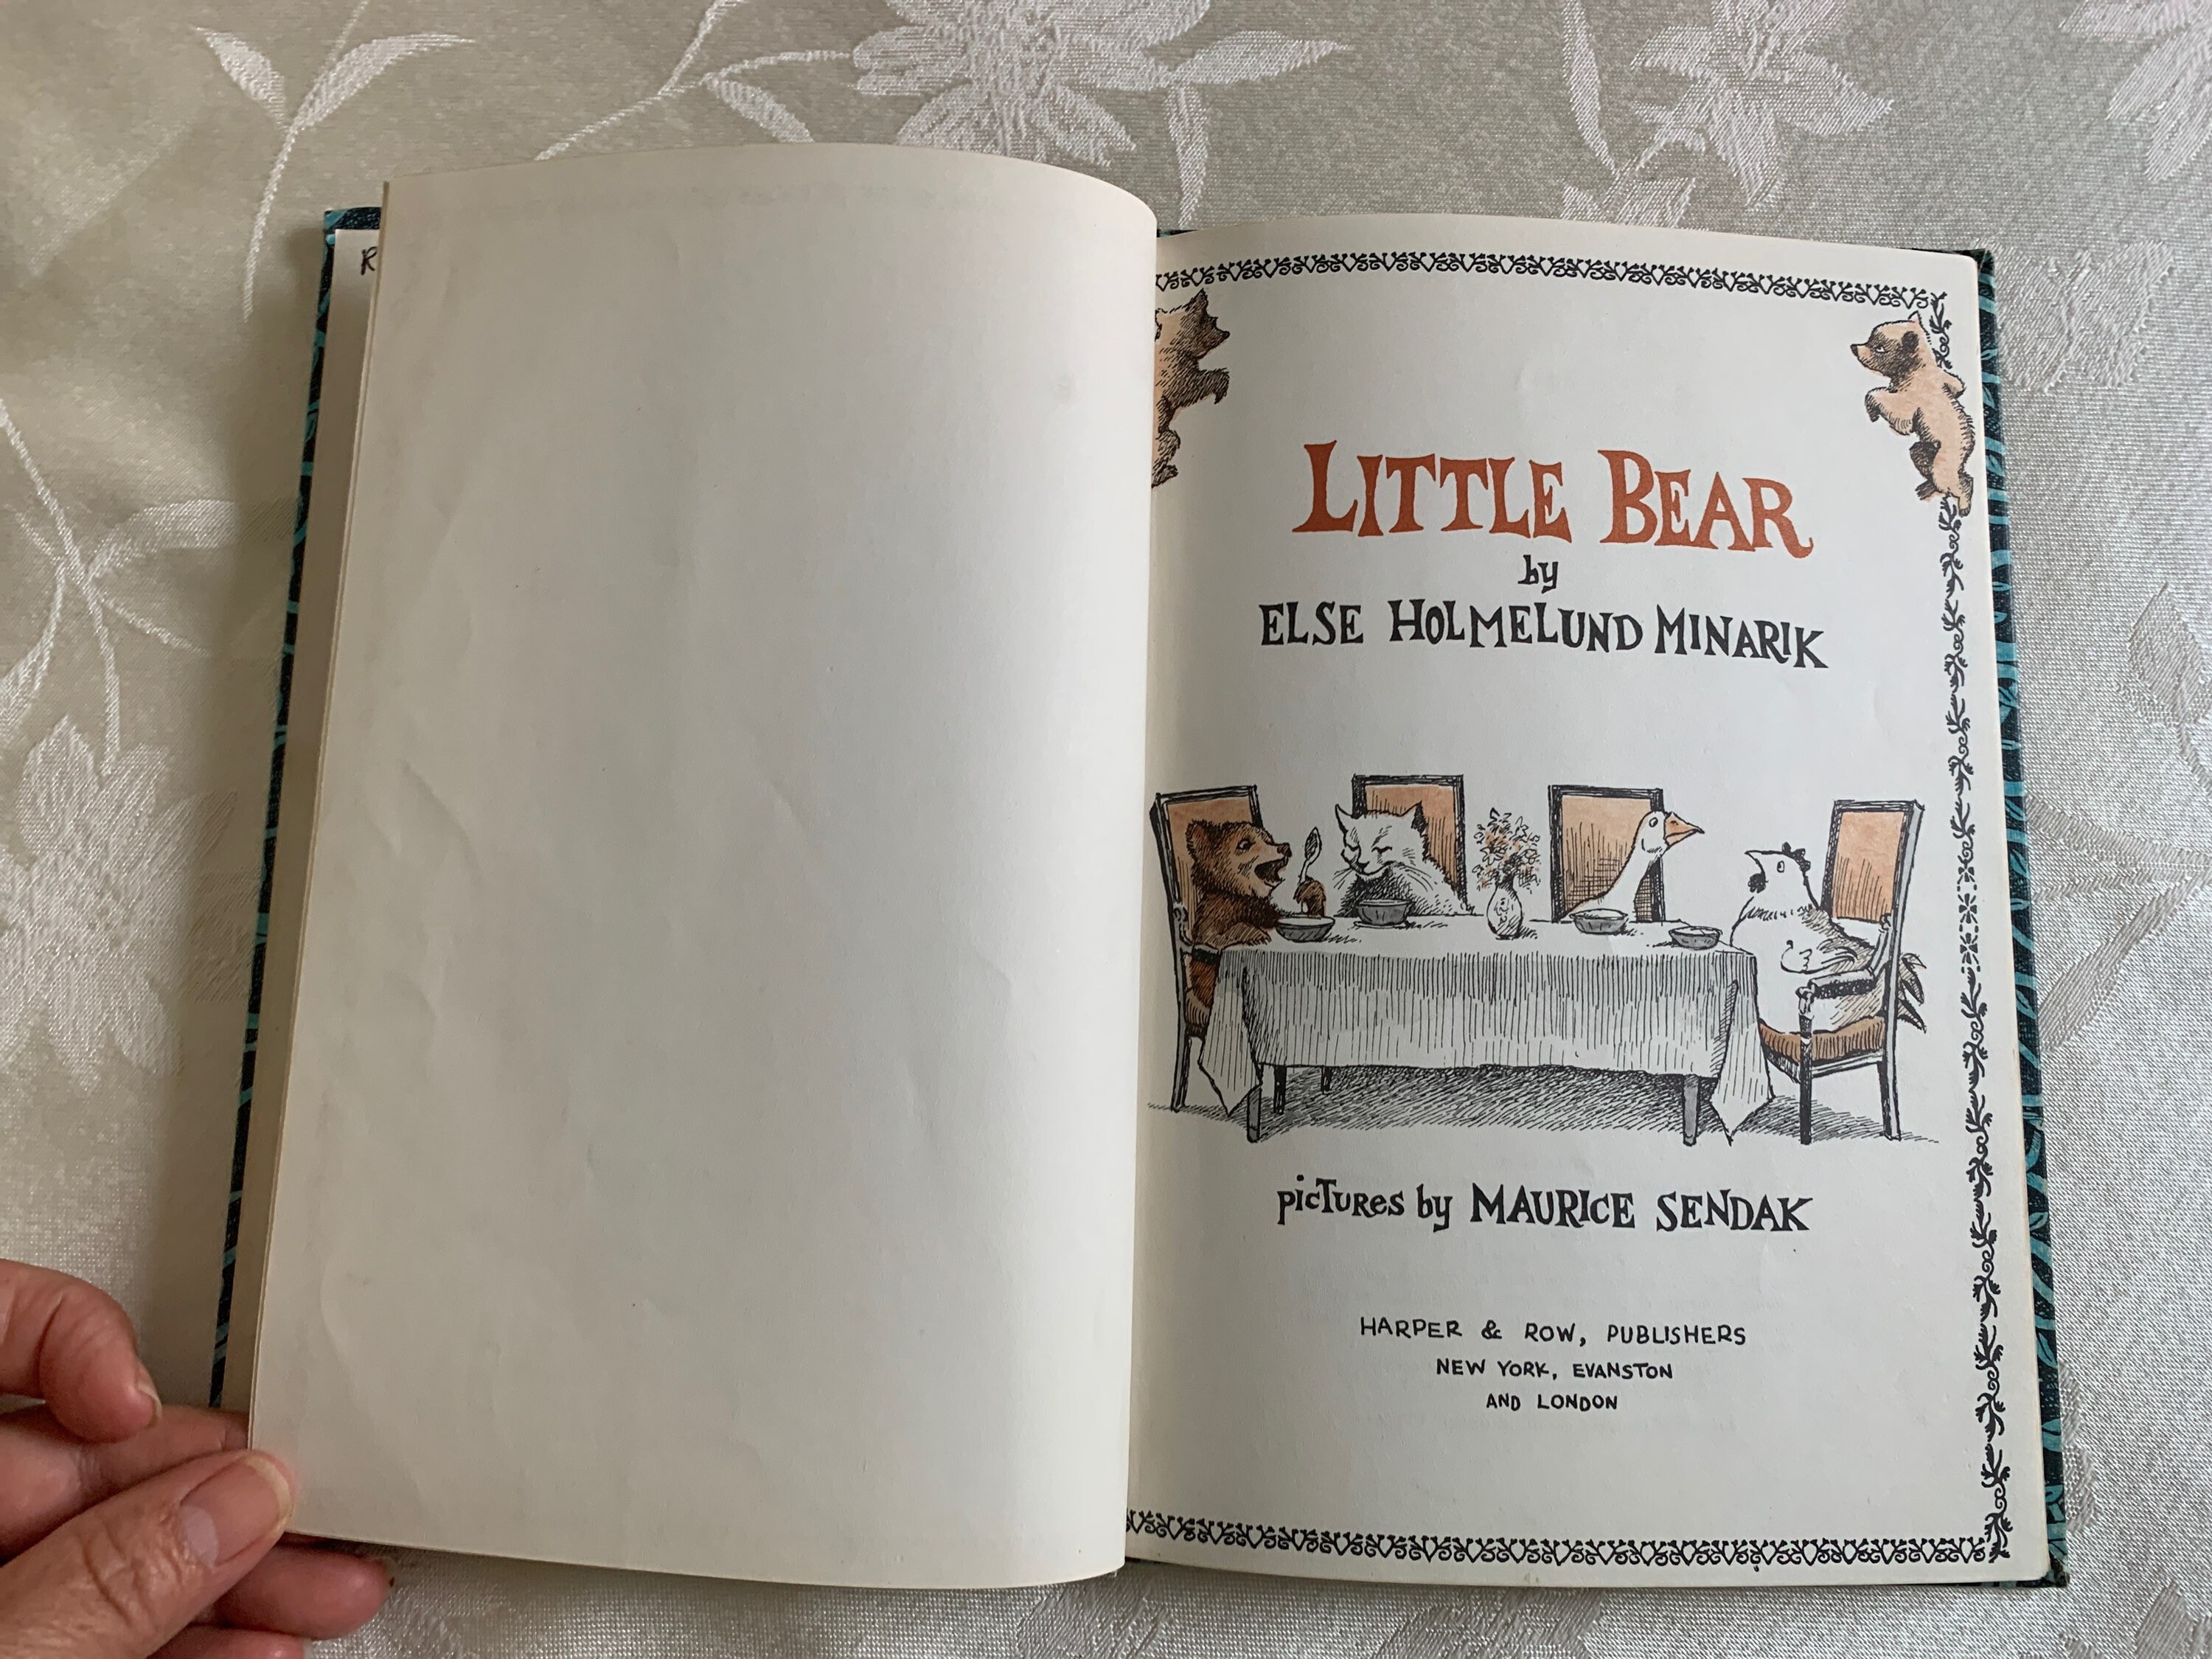 R
LITTLE BEAR
by
ELSE HOLMELUND MINARIK
picTures by MAURICE SENDAK
HARPER & ROW, PUBLISHERS
NEW YORK, EVANSTON
AND LONDON